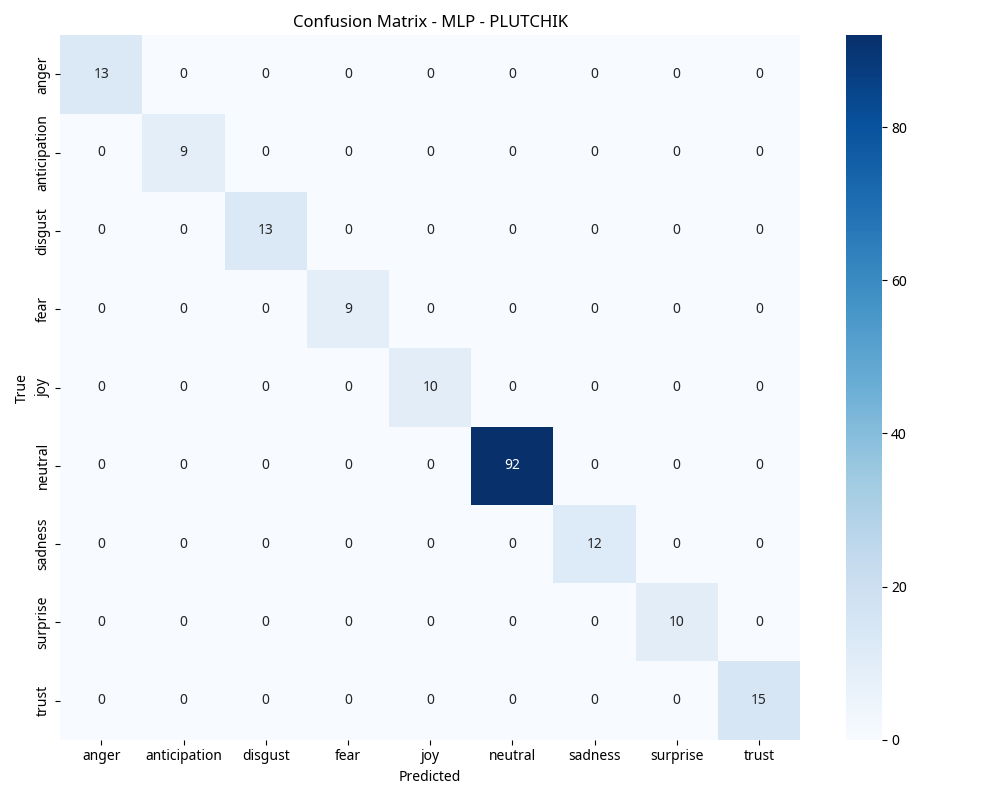 Confusion Matrix - MLP - PLUTCHIK
anger 13 0 0 0 0 0 0 0 0
anticipation 0 9 0 0 0 0 0 0 0
disgust 0 0 13 0 0 0 0 0 0
fear 0 0 0 9 0 0 0 0 0
joy 0 0 0 0 10 0 0 0 0
neutral 0 0 0 0 0 92 0 0 0
sadness 0 0 0 0 0 0 12 0 0
surprise 0 0 0 0 0 0 0 10 0
trust 0 0 0 0 0 0 0 0 15
True
anger anticipation disgust fear joy neutral sadness surprise trust
Predicted
80
60
40
20
0